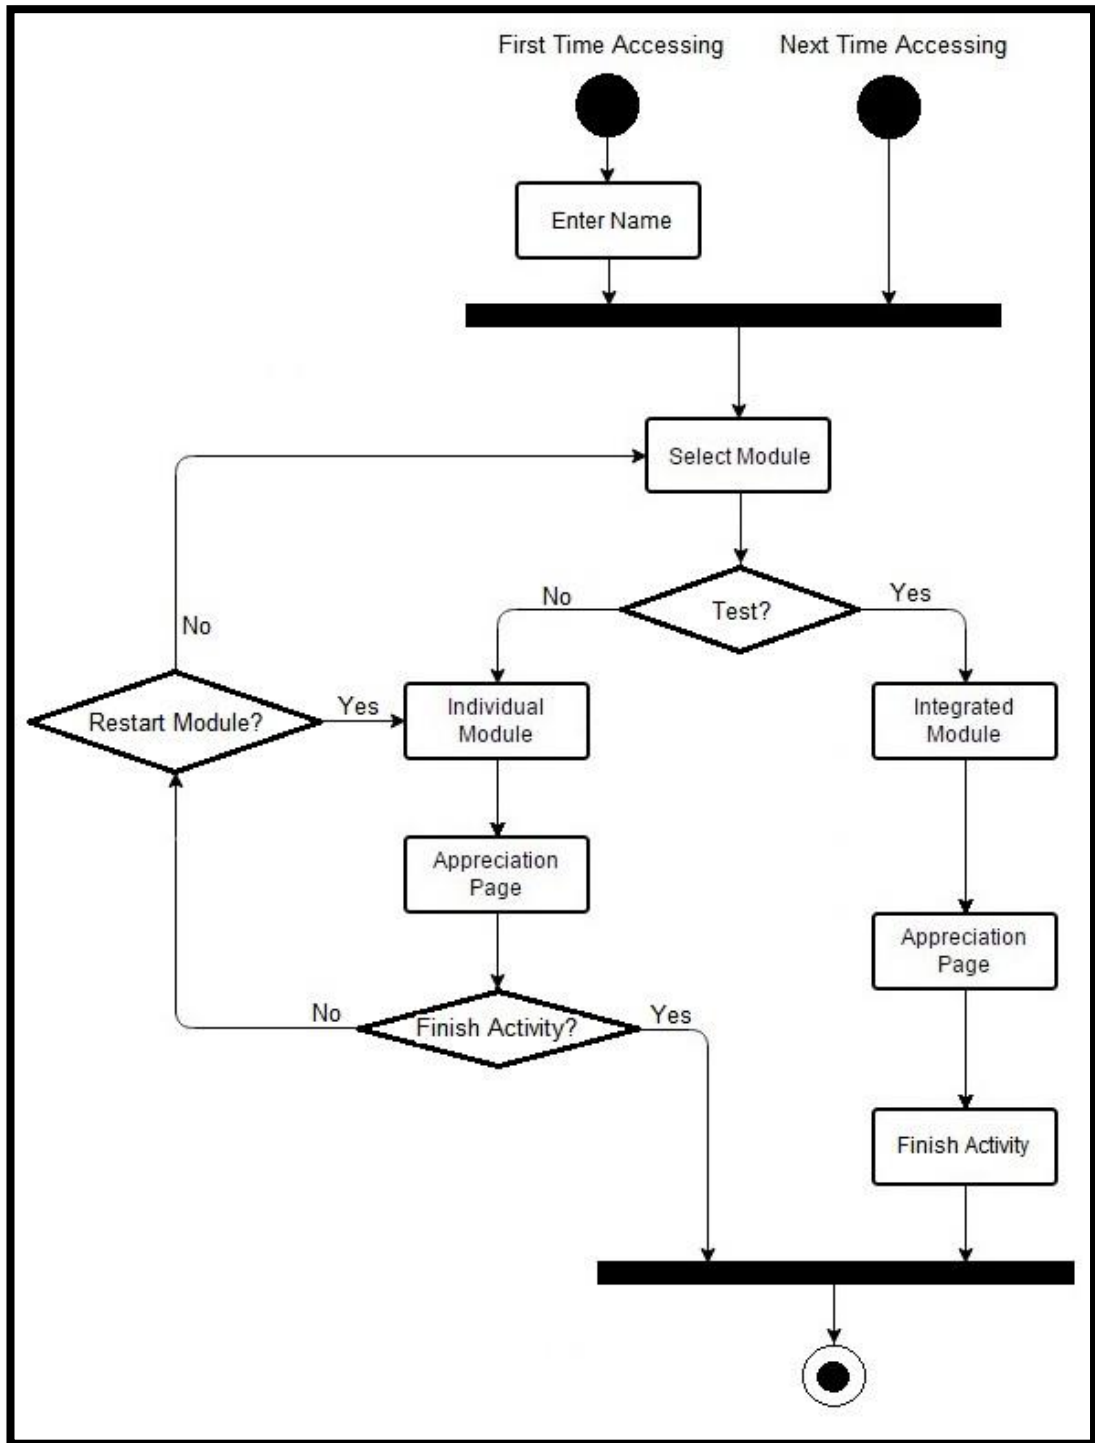 First Time Accessing
Next Time Accessing
Enter Name
Select Module
Test?
No
Yes
No
Restart Module?
Yes
Individual
Module
Integrated
Module
Appreciation
Page
Appreciation
Page
No
Finish Activity?
Yes
Finish Activity